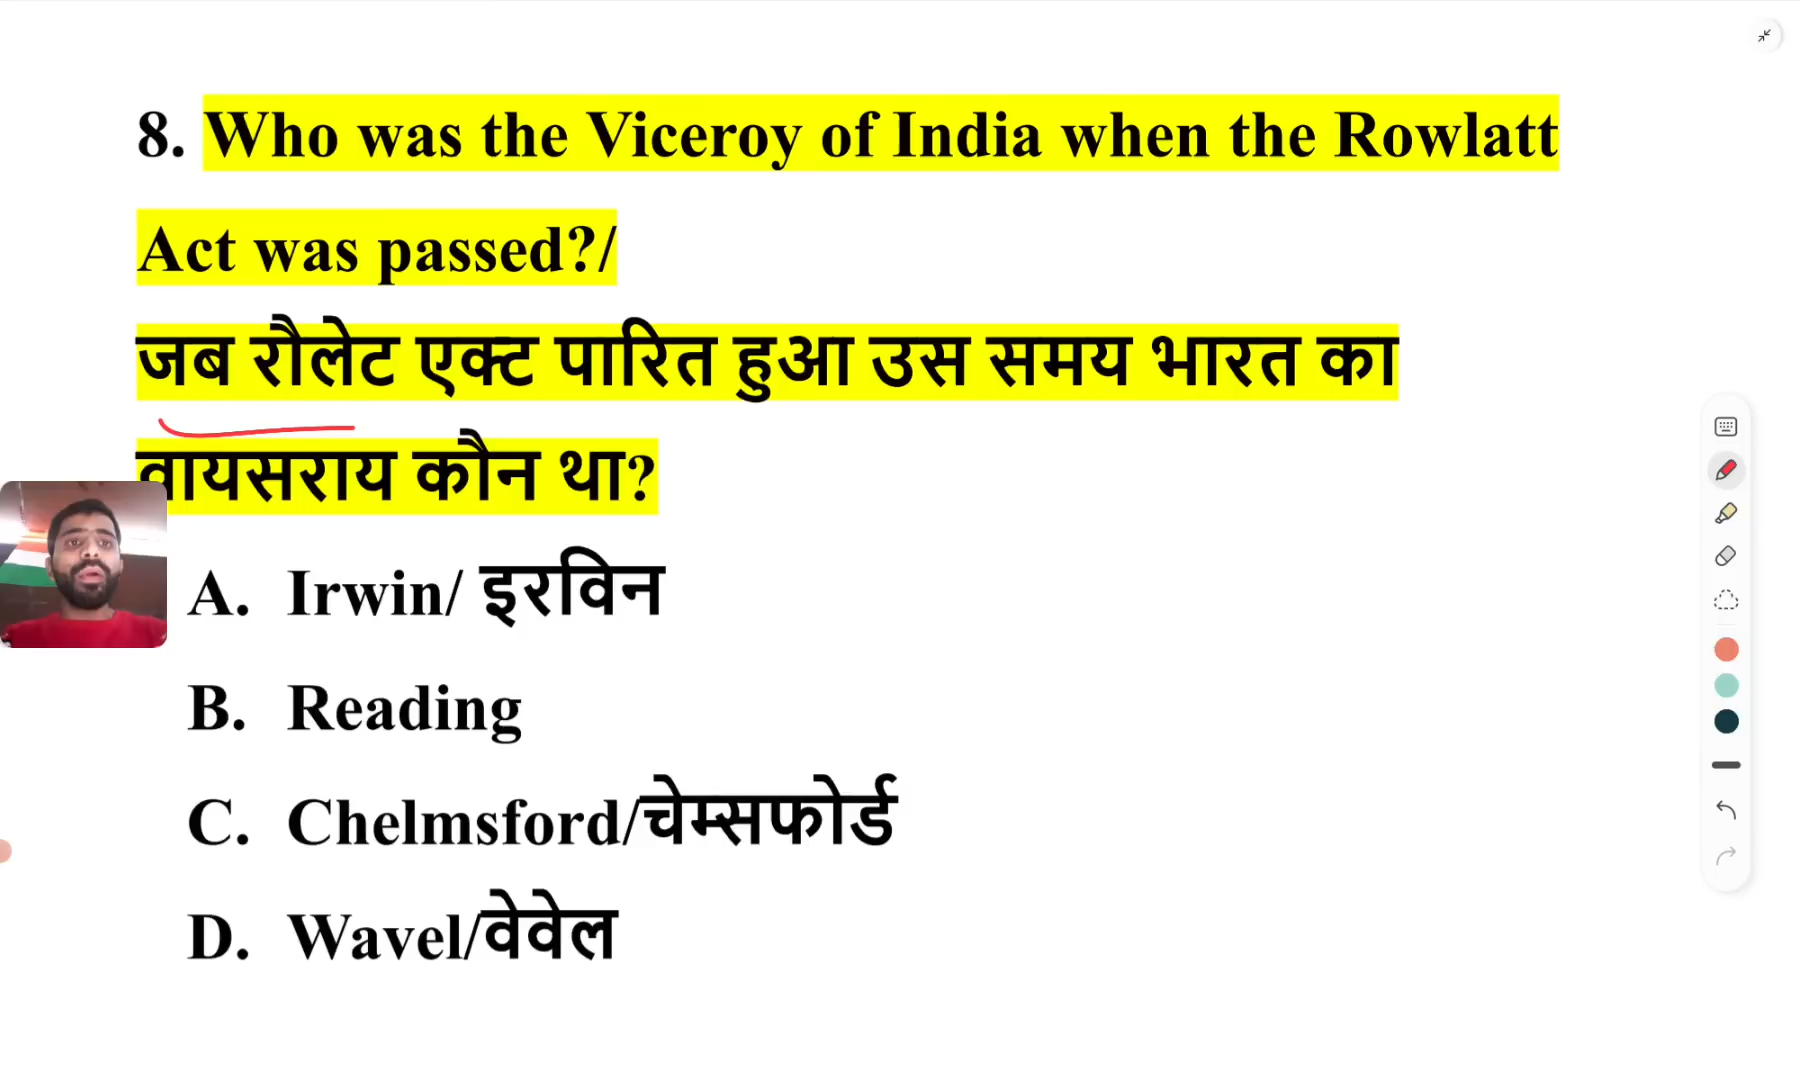 8. Who was the Viceroy of India when the Rowlatt
Act was passed?/
जब रौलेट एक्ट पारित हुआ उस समय भारत का
वायसराय कौन था?
A. Irwin/ इरविन
B. Reading
C. Chelmsford/चेम्सफोर्ड
D. Wavel/वेवेल